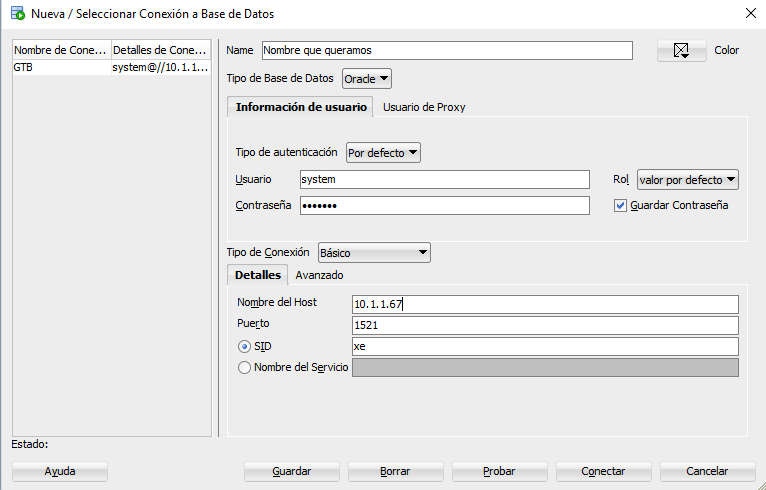 Nueva / Seleccionar Conexión a Base de Datos
Nombre de Cone... Detalles de Cone...
GTB system@//10.1.1...
Name Nombre que queramos Color
Tipo de Base de Datos Oracle
Información de usuario Usuario de Proxy
Tipo de autenticación Por defecto
Usuario system Rol valor por defecto
Contraseña ••••••• Guardar Contraseña
Tipo de Conexión Básico
Detalles Avanzado
Nombre del Host 10.1.1.67
Puerto 1521
SID xe
Nombre del Servicio
Estado:
Ayuda Guardar Borrar Probar Conectar Cancelar